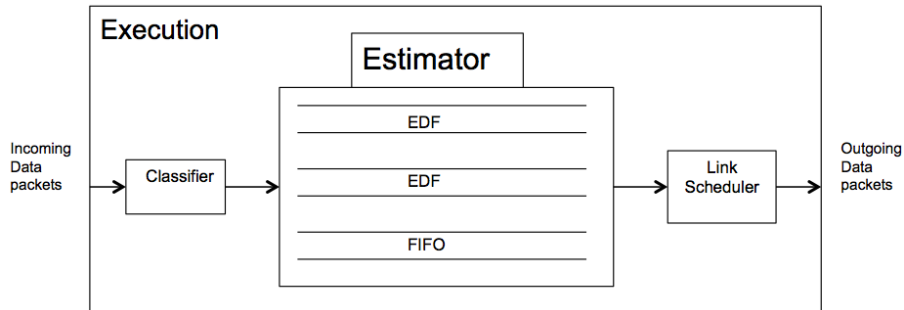 Execution
Estimator
EDF
Incoming
Data
packets
Classifier
EDF
Link
Scheduler
Outgoing
Data
packets
FIFO